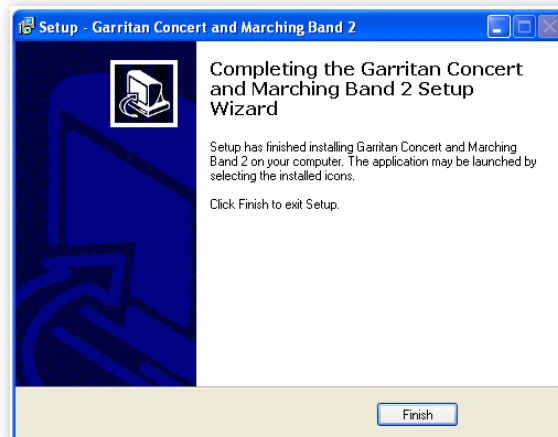 Setup - Garritan Concert and Marching Band 2
Completing the Garritan Concert
and Marching Band 2 Setup
Wizard
Setup has finished installing Garritan Concert and Marching
Band 2 on your computer. The application may be launched by
selecting the installed icons.
Click Finish to exit Setup.
Finish